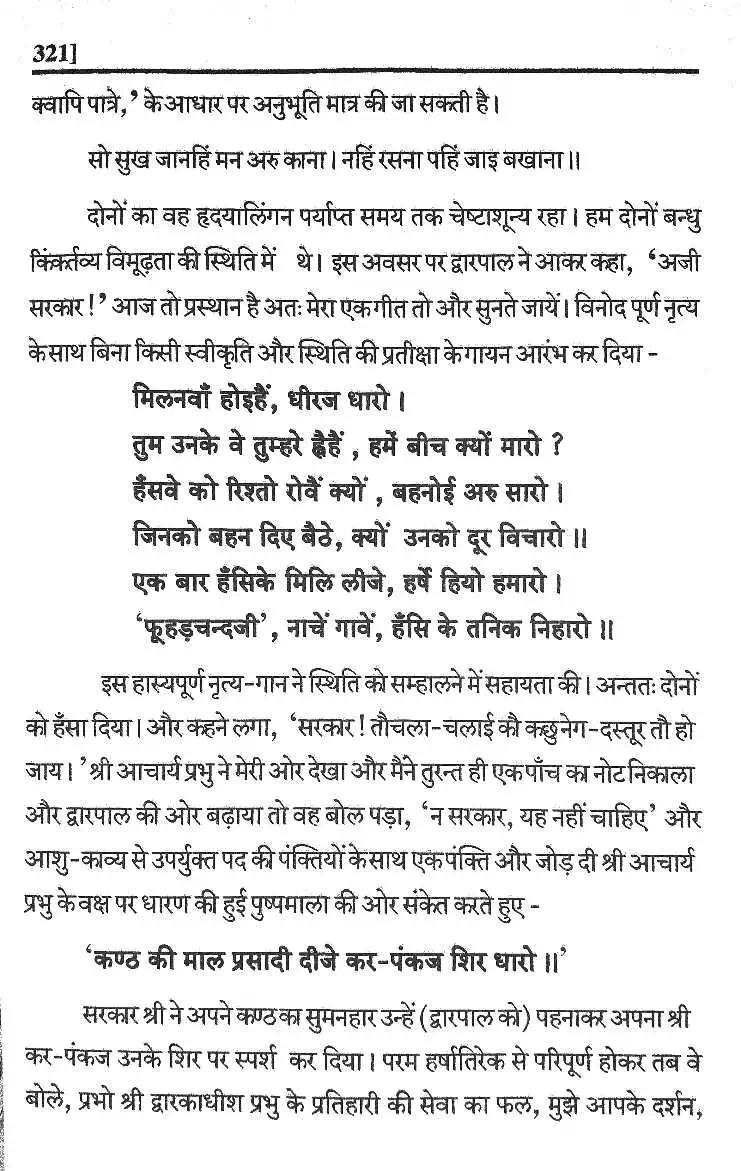 321]
क्वापि पात्रे,' के आधार पर अनुभूति मात्र की जा सकती है।
सो सुख जानहिं मन अरु काना। नहिं रसना पहिं जाइ बखाना॥
दोनों का वह हृदयालिंगन पर्याप्त समय तक चेष्टाशून्य रहा। हम दोनों बन्धु
किंकर्तव्य विमूढ़ता की स्थिति में थे। इस अवसर पर द्वारपाल ने आकर कहा, 'अजी
सरकार!' आज तो प्रस्थान है अतः मेरा एक गीत तो और सुनते जायें। विनोद पूर्ण नृत्य
के साथ बिना किसी स्वीकृति और स्थिति की प्रतीक्षा के गायन आरंभ कर दिया -
मिलनवाँ होइहैं, धीरज धारो।
तुम उनके वे तुम्हरे ह्वैहैं, हमें बीच क्यों मारो ?
हँसवे को रिश्तो रोवैं क्यों, बहनोई अरु सारो।
जिनको बहन दिए बैठे, क्यों उनको दूर विचारो॥
एक बार हँसिके मिलि लीजे, हर्षे हियो हमारो।
'फूहड़चन्दजी', नाचें गावें, हँसि के तनिक निहारो॥
इस हास्यपूर्ण नृत्य-गान ने स्थिति को सम्हालने में सहायता की। अन्ततः दोनों
को हँसा दिया। और कहने लगा, 'सरकार! तौ चला-चलाई कौ कछु नेग-दस्तूर तौ हो
जाय।' श्री आचार्य प्रभु ने मेरी ओर देखा और मैंने तुरन्त ही एक पाँच का नोट निकाला
और द्वारपाल की ओर बढ़ाया तो वह बोल पड़ा, 'न सरकार, यह नहीं चाहिए' और
आशु-काव्य से उपर्युक्त पद की पंक्तियों के साथ एक पंक्ति और जोड़ दी श्री आचार्य
प्रभु के वक्ष पर धारण की हुई पुष्पमाला की ओर संकेत करते हुए -
'कण्ठ की माल प्रसादी दीजे कर-पंकज शिर धारो॥'
सरकार श्री ने अपने कण्ठ का सुमनहार उन्हें (द्वारपाल को) पहनाकर अपना श्री
कर-पंकज उनके शिर पर स्पर्श कर दिया। परम हर्षातिरेक से परिपूर्ण होकर तब वे
बोले, प्रभो श्री द्वारकाधीश प्रभु के प्रतिहारी की सेवा का फल, मुझे आपके दर्शन,